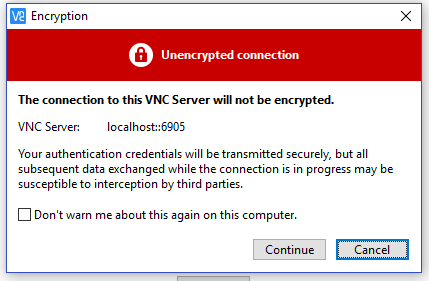 VS Encryption
Unencrypted connection
The connection to this VNC Server will not be encrypted.
VNC Server: localhost::6905
Your authentication credentials will be transmitted securely, but all
subsequent data exchanged while the connection is in progress may be
susceptible to interception by third parties.
Don't warn me about this again on this computer.
Continue Cancel